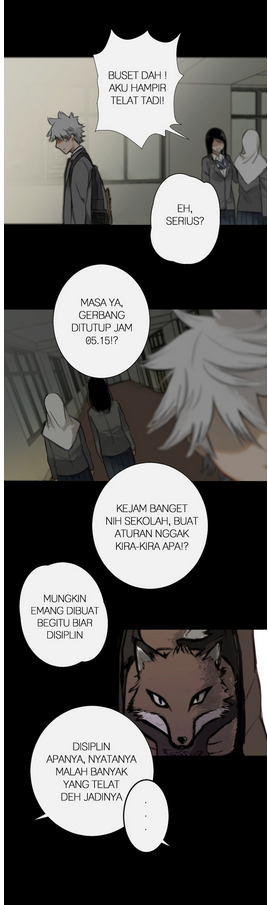 BUSET DAH !
AKU HAMPIR
TELAT TADI!
EH,
SERIUS?
MASA YA,
GERBANG
DITUTUP JAM
05.15!?
KEJAM BANGET
NIH SEKOLAH, BUAT
ATURAN NGGAK
KIRA-KIRA APA!?
MUNGKIN
EMANG DIBUAT
BEGITU BIAR
DISIPLIN
DISIPLIN
APANYA, NYATANYA
MALAH BANYAK
YANG TELAT
DEH JADINYA
.
.
.